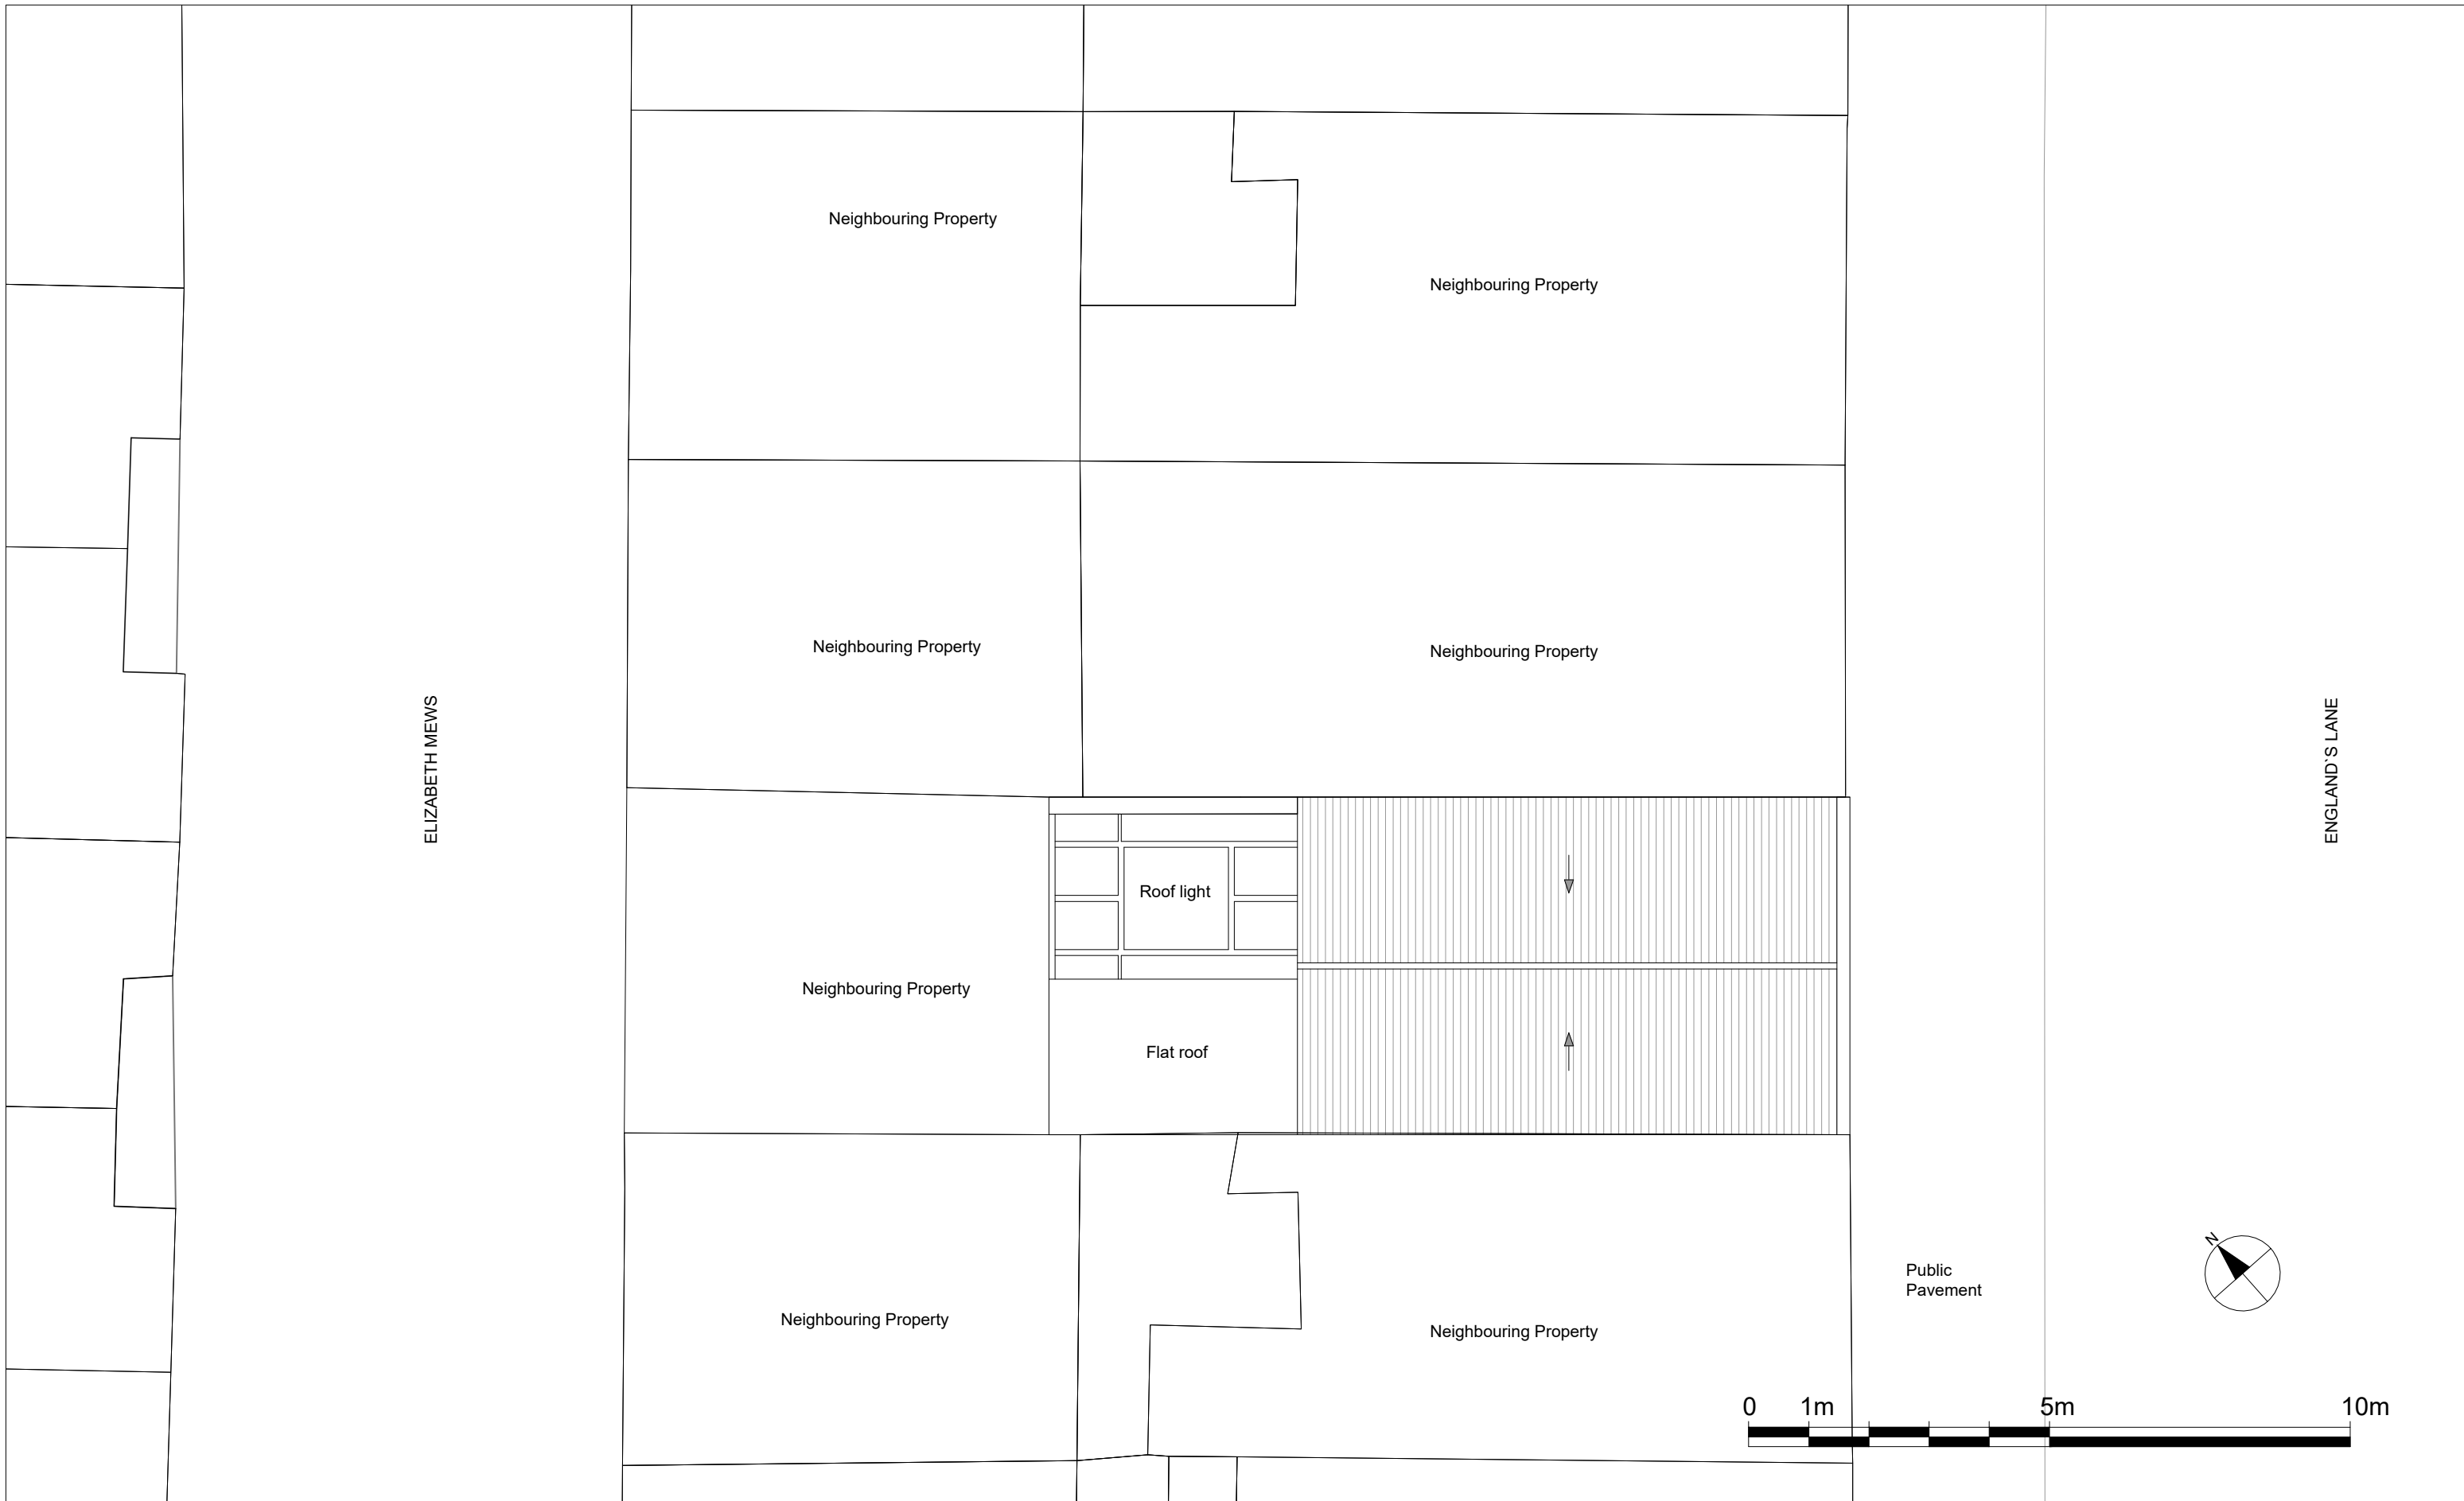 Neighbouring Property
Neighbouring Property
Neighbouring Property
Neighbouring Property
ELIZABETH MEWS
ENGLAND`S LANE
Roof light
Neighbouring Property
Flat roof
N
Public
Pavement
Neighbouring Property
Neighbouring Property
0 1m 5m 10m